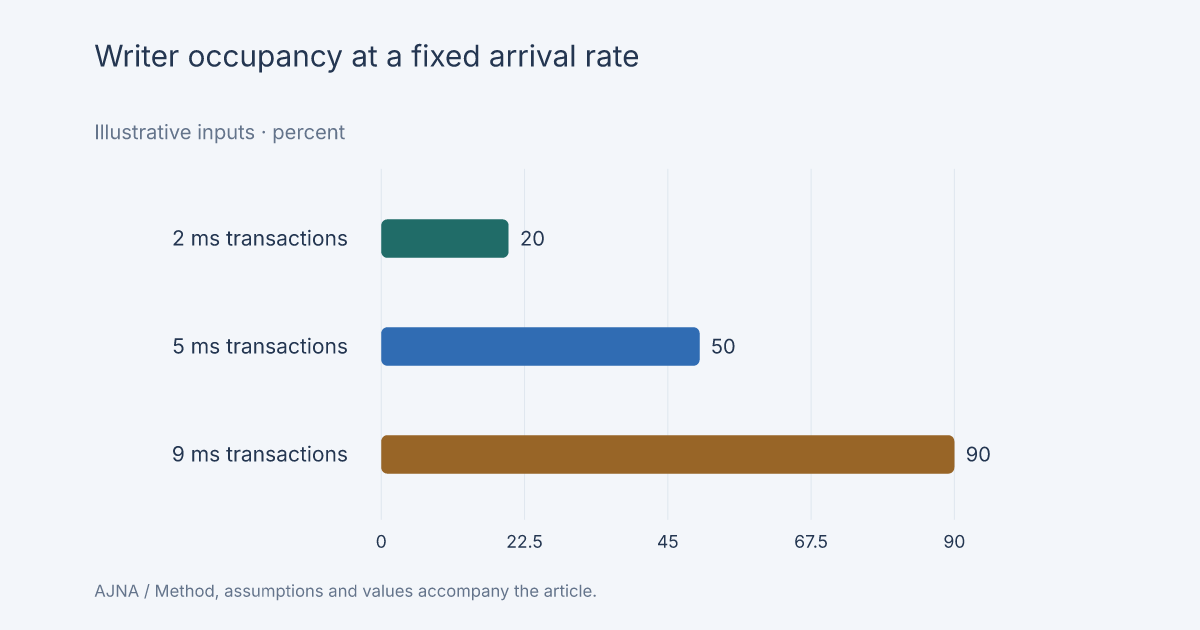 Writer occupancy at a fixed arrival rate
Illustrative inputs · percent
2 ms transactions 20
5 ms transactions 50
9 ms transactions 90
0 22.5 45 67.5 90
AJNA / Method, assumptions and values accompany the article.